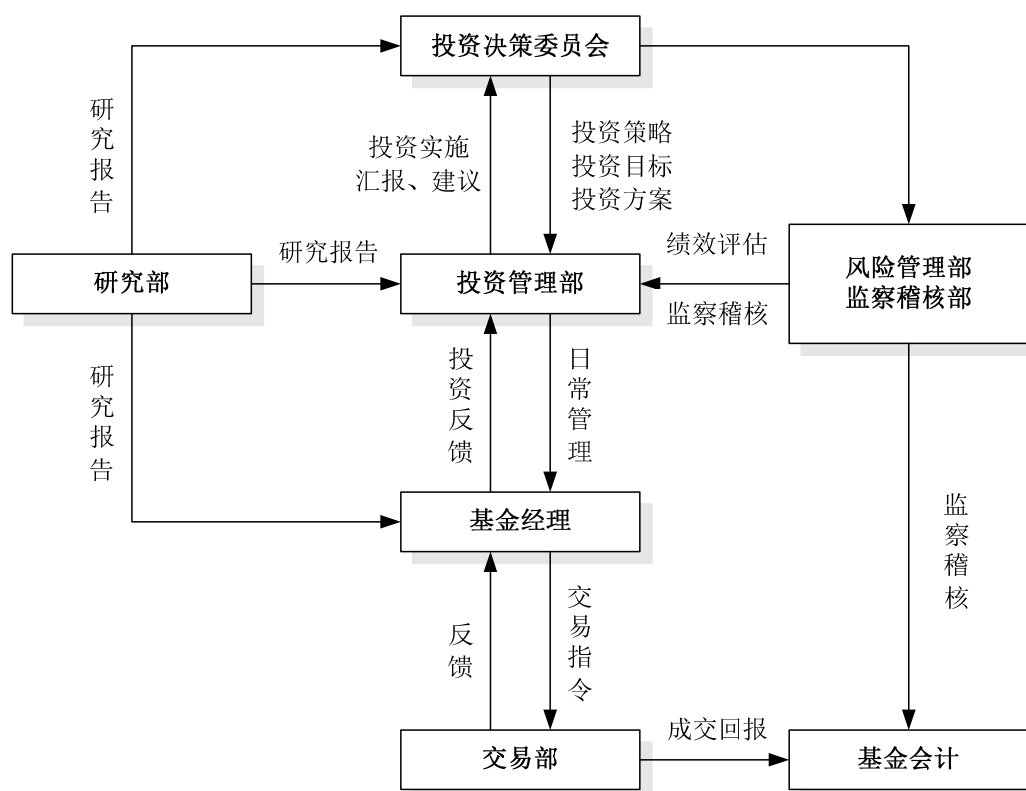 投资决策委员会
研究报告
投资实施
汇报、建议
投资策略
投资目标
投资方案
研究部
研究报告
投资管理部
绩效评估
监察稽核
风险管理部
监察稽核部
研究报告
投资反馈
日常管理
基金经理
监察稽核
反馈
交易指令
交易部
成交回报
基金会计